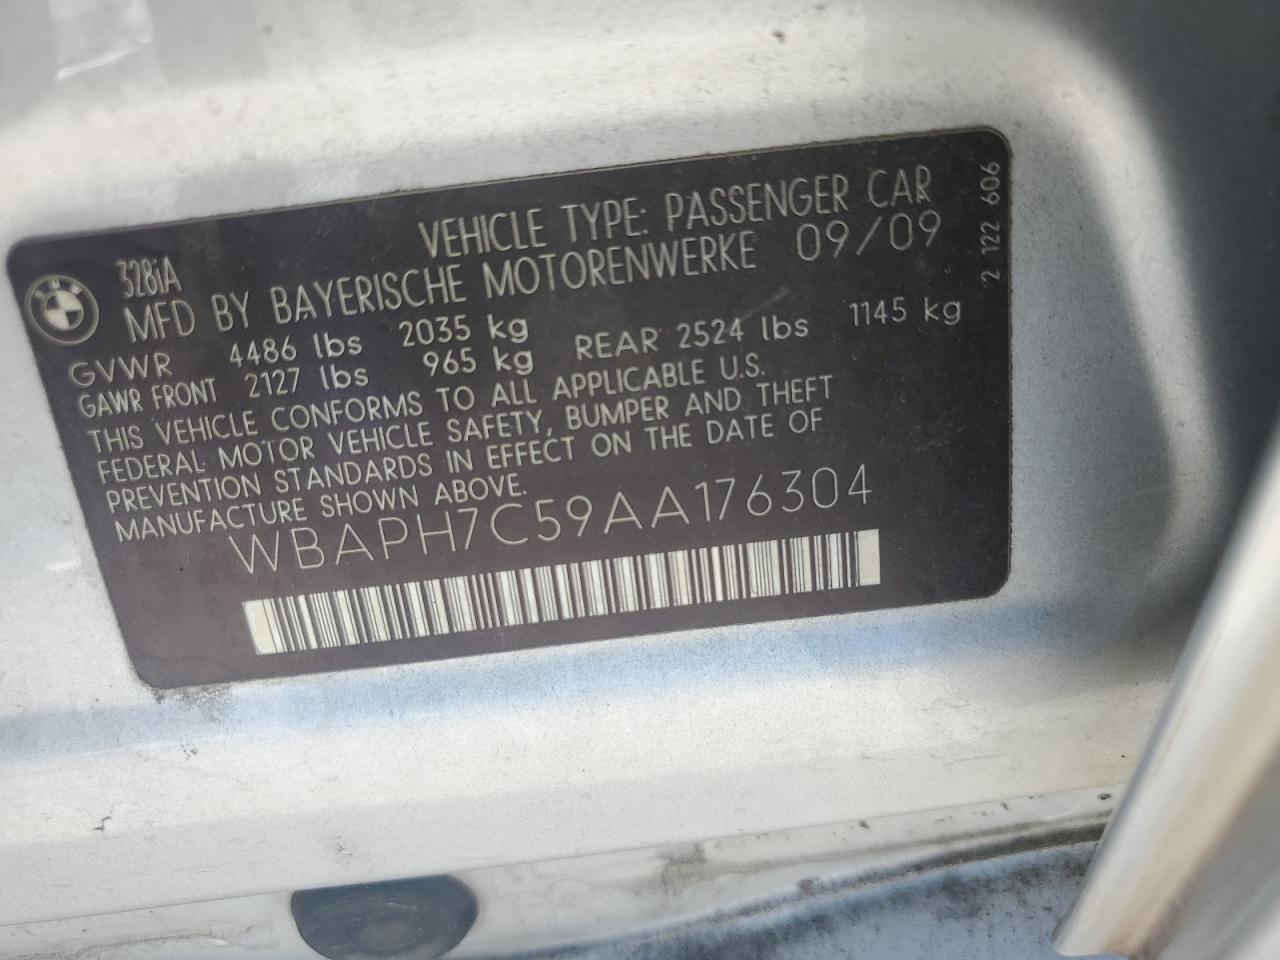 BMW
328iA
VEHICLE TYPE: PASSENGER CAR
MFD BY BAYERISCHE MOTORENWERKE 09/09
GVWR 4486 lbs 2035 kg
GAWR FRONT 2127 lbs 965 kg REAR 2524 lbs 1145 kg
THIS VEHICLE CONFORMS TO ALL APPLICABLE U.S.
FEDERAL MOTOR VEHICLE SAFETY, BUMPER AND THEFT
PREVENTION STANDARDS IN EFFECT ON THE DATE OF
MANUFACTURE SHOWN ABOVE.
WBAPH7C59AA176304
2 122 606